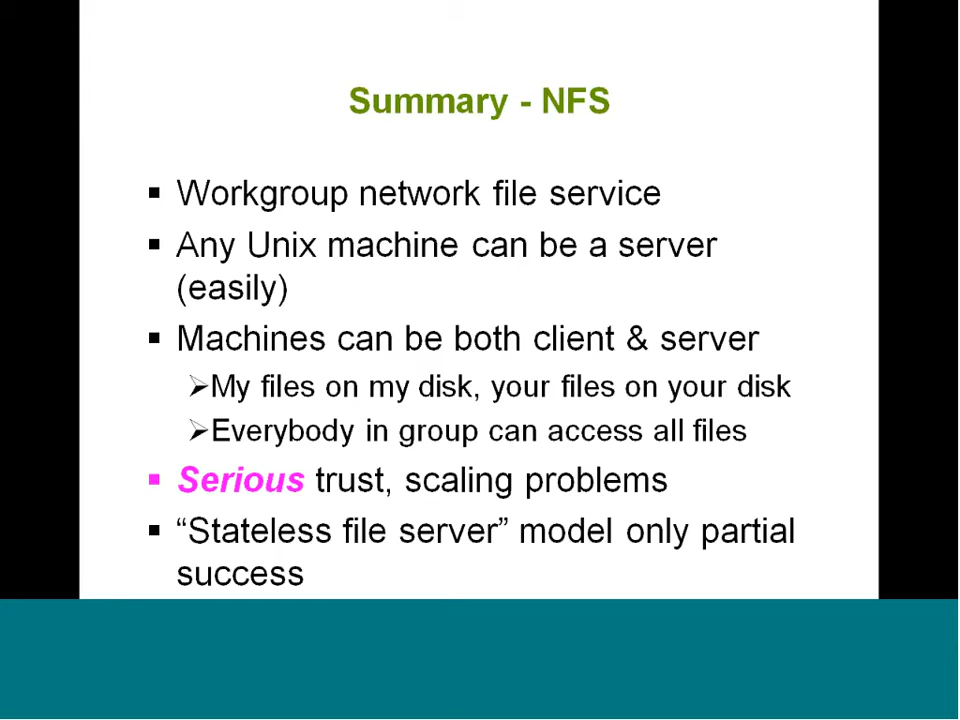 Summary - NFS
▪ Workgroup network file service
▪ Any Unix machine can be a server
(easily)
▪ Machines can be both client & server
➢My files on my disk, your files on your disk
➢Everybody in group can access all files
▪ Serious trust, scaling problems
▪ “Stateless file server” model only partial
success